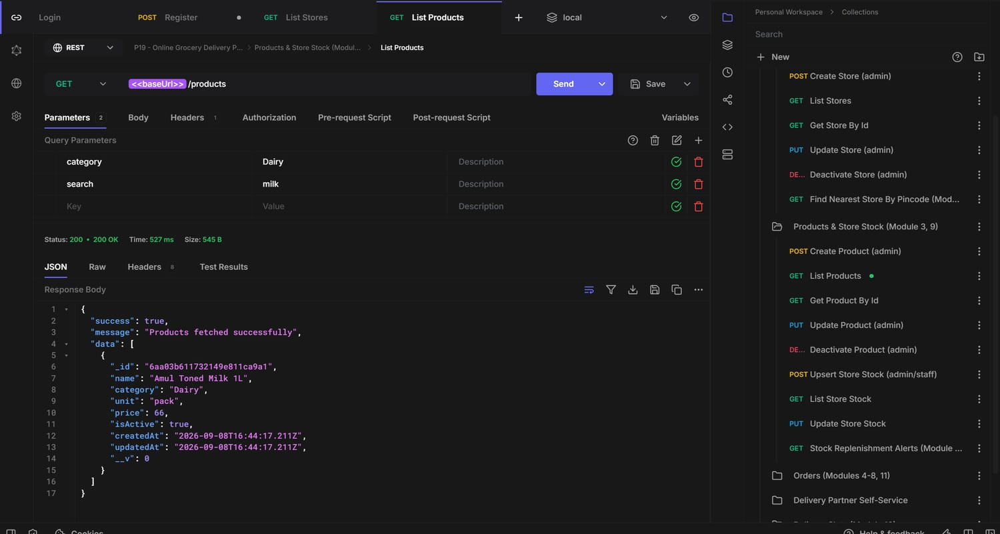 Login
POST Register
GET List Stores
GET List Products
local
REST
P19 - Online Grocery Delivery P...
Products & Store Stock (Modul...
List Products
GET
<<baseUrl>> /products
Send
Save
Parameters 2
Body
Headers 1
Authorization
Pre-request Script
Post-request Script
Variables
Query Parameters
category Dairy Description
search milk Description
Key Value Description
Status: 200 • 200 OK Time: 527 ms Size: 545 B
JSON
Raw
Headers 8
Test Results
Response Body
1 {
2 "success": true,
3 "message": "Products fetched successfully",
4 "data": [
5 {
6 "_id": "6aa03b611732149e811ca9a1",
7 "name": "Amul Toned Milk 1L",
8 "category": "Dairy",
9 "unit": "pack",
10 "price": 66,
11 "isActive": true,
12 "createdAt": "2026-09-08T16:44:17.211Z",
13 "updatedAt": "2026-09-08T16:44:17.211Z",
14 "__v": 0
15 }
16 ]
17 }
Personal Workspace > Collections
Search
New
POST Create Store (admin)
GET List Stores
GET Get Store By Id
PUT Update Store (admin)
DE... Deactivate Store (admin)
GET Find Nearest Store By Pincode (Mod...
Products & Store Stock (Module 3, 9)
POST Create Product (admin)
GET List Products
GET Get Product By Id
PUT Update Product (admin)
DE... Deactivate Product (admin)
POST Upsert Store Stock (admin/staff)
GET List Store Stock
PUT Update Store Stock
GET Stock Replenishment Alerts (Module ...
Orders (Modules 4-8, 11)
Delivery Partner Self-Service
Cookies
Help & feedback